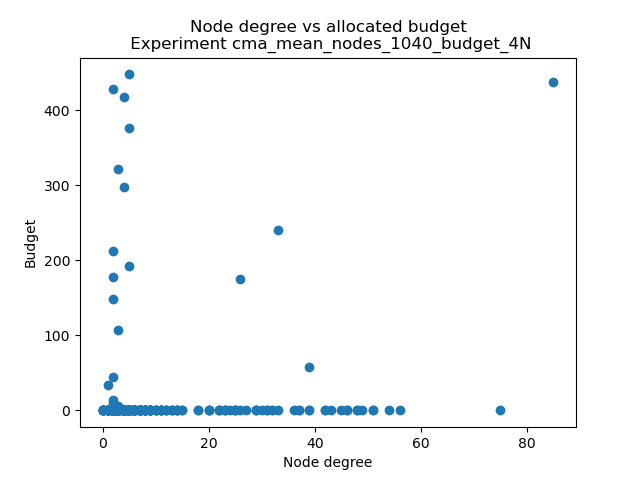 Node degree vs allocated budget
Experiment cma_mean_nodes_1040_budget_4N
400
300
200
100
0
Budget
0 20 40 60 80
Node degree